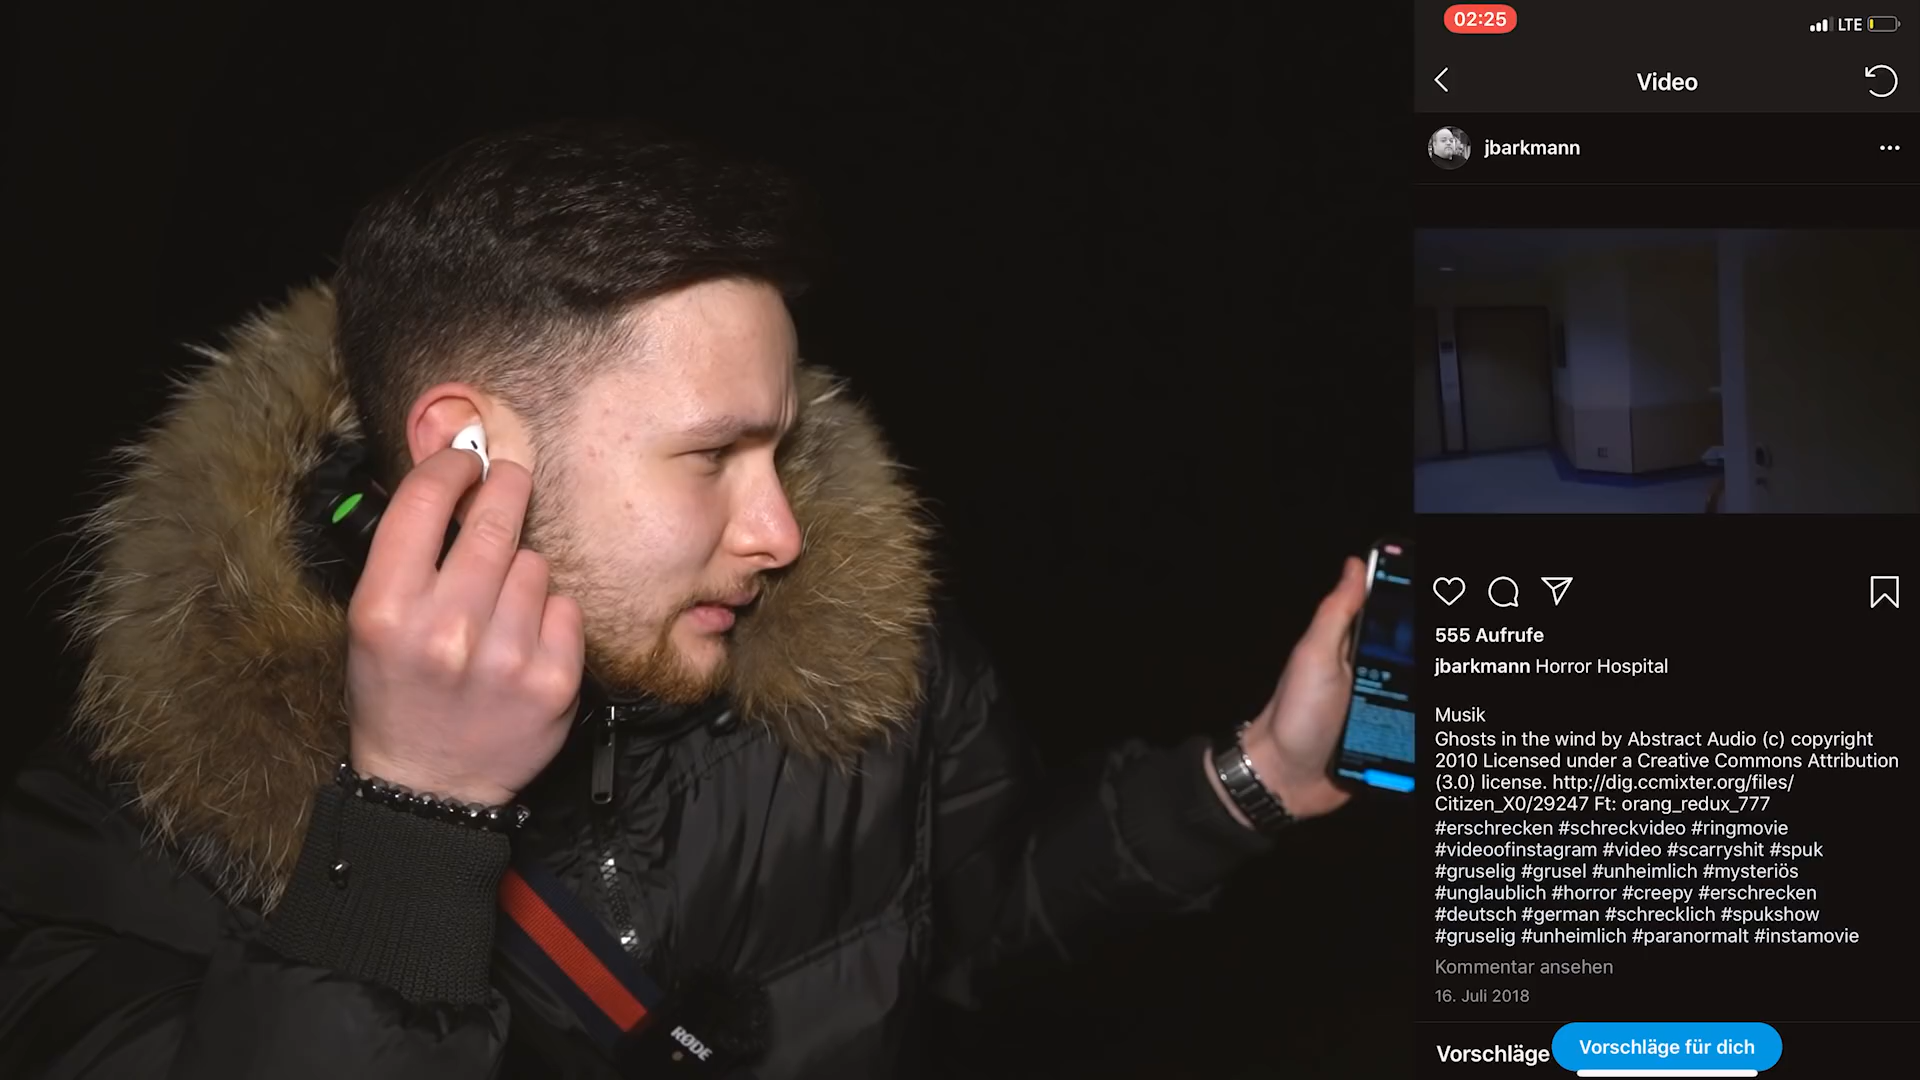 02:25
LTE
Video
jbarkmann
555 Aufrufe
jbarkmann Horror Hospital
Musik
Ghosts in the wind by Abstract Audio (c) copyright
2010 Licensed under a Creative Commons Attribution
(3.0) license. http://dig.ccmixter.org/files/
Citizen_X0/29247 Ft: orang_redux_777
#erschrecken #schreckvideo #ringmovie
#videoofinstagram #video #scarryshit #spuk
#gruselig #grusel #unheimlich #mysteriös
#unglaublich #horror #creepy #erschrecken
#deutsch #german #schrecklich #spukshow
#gruselig #unheimlich #paranormalt #instamovie
Kommentar ansehen
16. Juli 2018
Vorschläge
Vorschläge für dich
RØDE